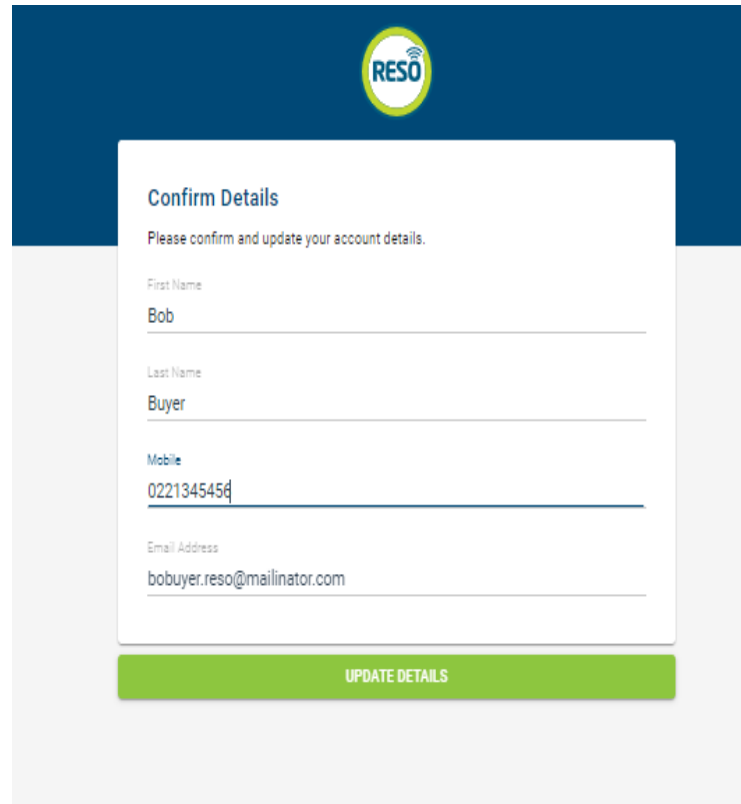 RESO
Confirm Details
Please confirm and update your account details.
First Name
Bob
Last Name
Buyer
Mobile
0221345456
Email Address
bobuyer.reso@mailinator.com
UPDATE DETAILS